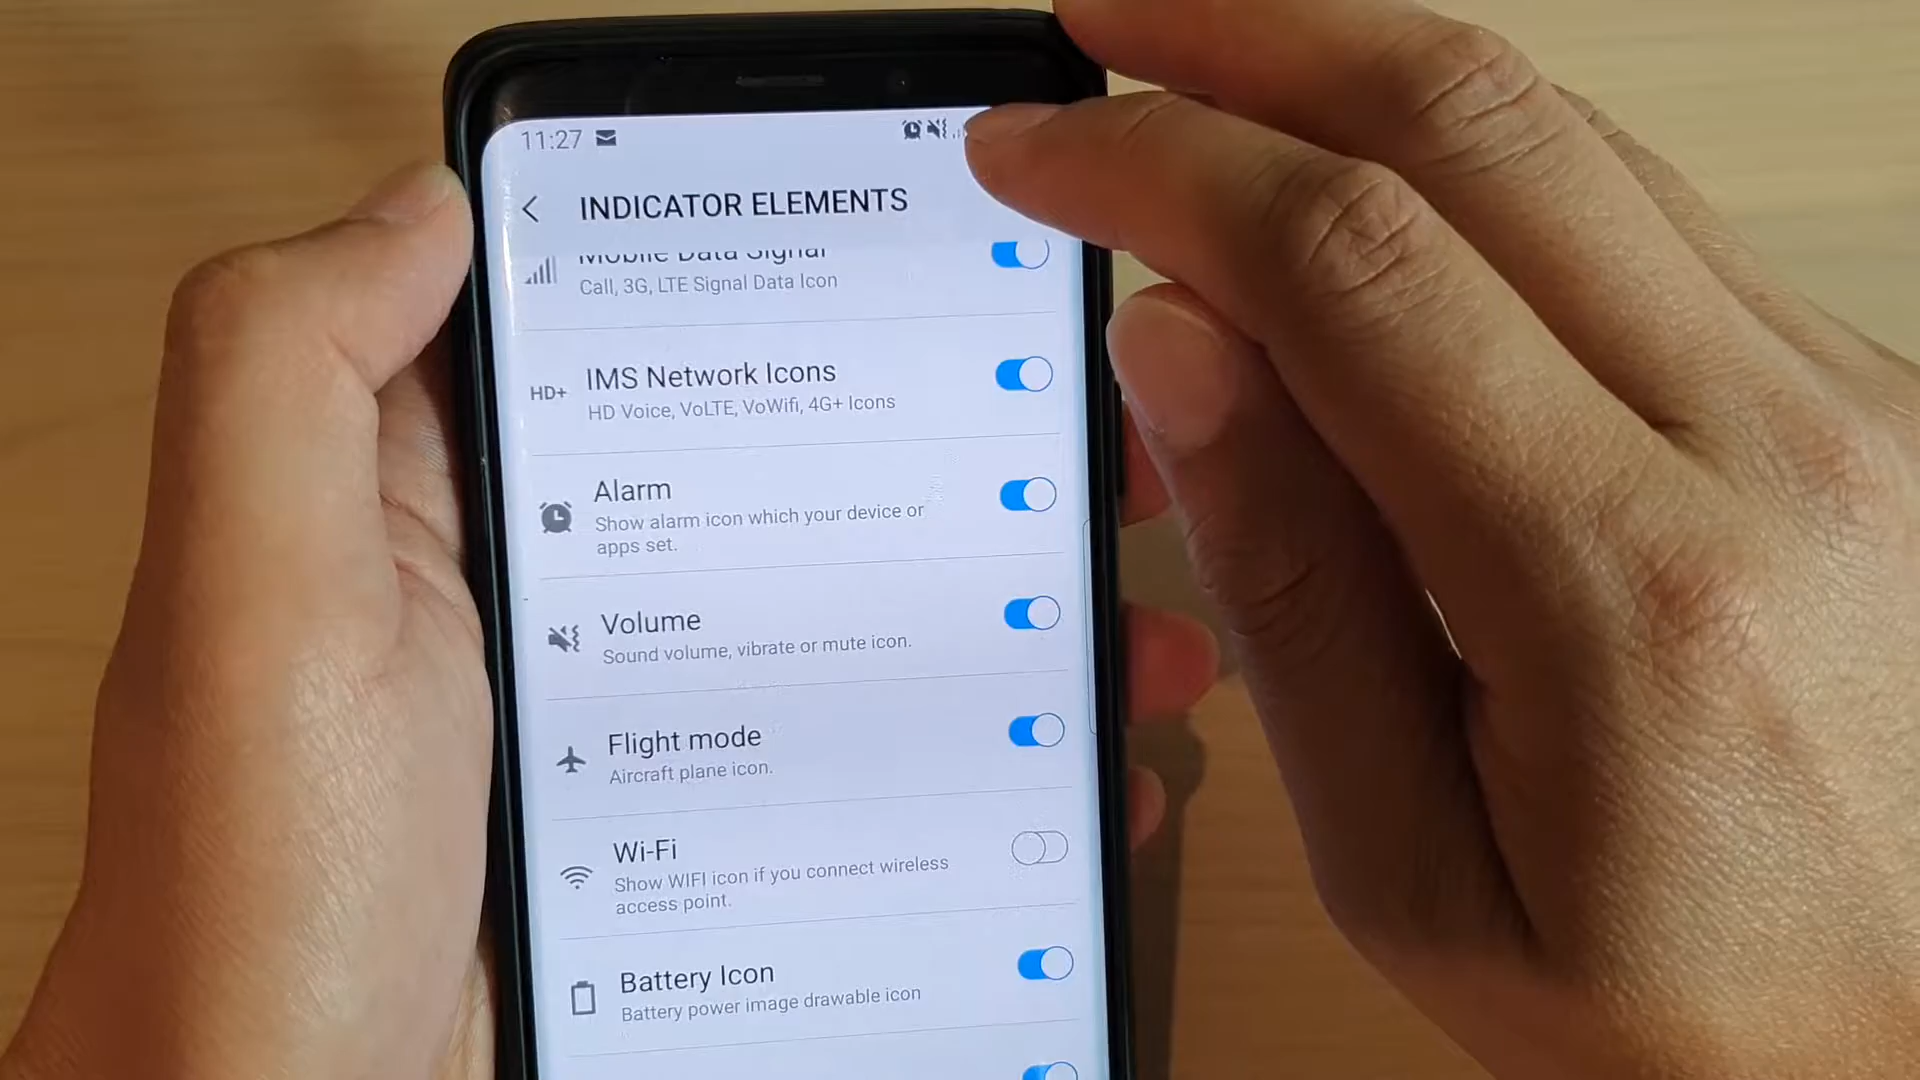 11:27
INDICATOR ELEMENTS
Mobile Data Signal
Call, 3G, LTE Signal Data Icon
HD+
IMS Network Icons
HD Voice, VoLTE, VoWifi, 4G+ Icons
Alarm
Show alarm icon which your device or
apps set.
Volume
Sound volume, vibrate or mute icon.
Flight mode
Aircraft plane icon.
Wi-Fi
Show WIFI icon if you connect wireless
access point.
Battery Icon
Battery power image drawable icon